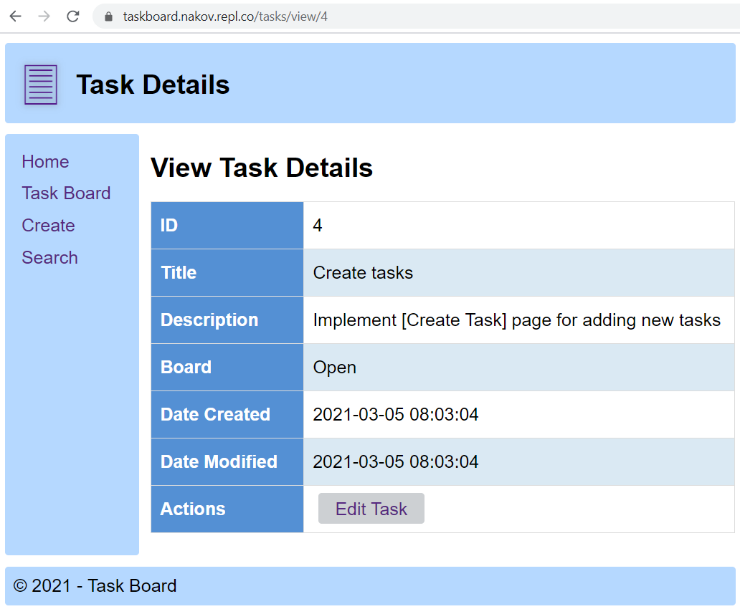 taskboard.nakov.repl.co/tasks/view/4
Task Details
Home
Task Board
Create
Search
View Task Details
ID 4
Title Create tasks
Description Implement [Create Task] page for adding new tasks
Board Open
Date Created 2021-03-05 08:03:04
Date Modified 2021-03-05 08:03:04
Actions Edit Task
© 2021 - Task Board